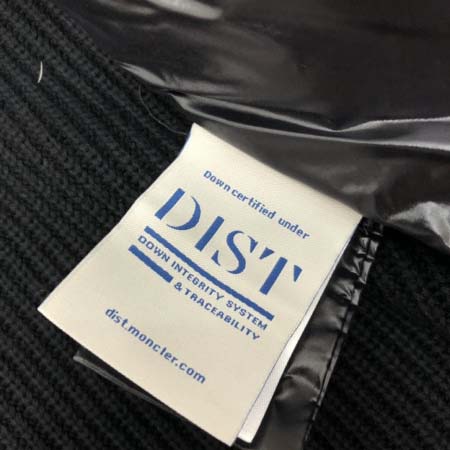 Down certified under
DIST
DOWN INTEGRITY SYSTEM
& TRACEABILITY
dist.moncler.com